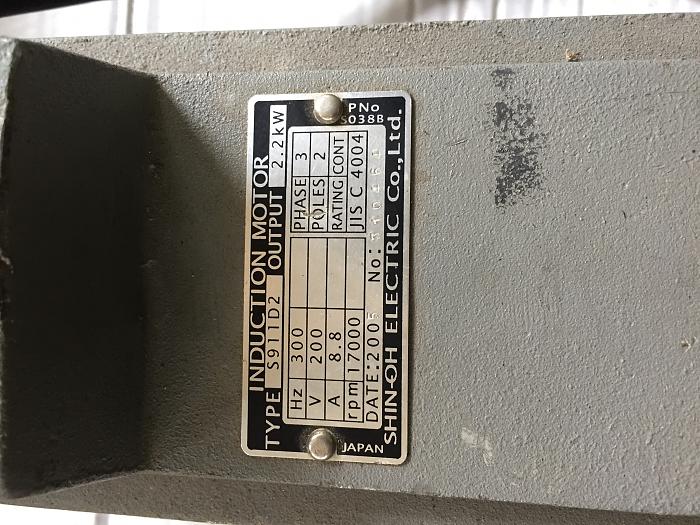 PNo
S038B
INDUCTION MOTOR
TYPE S911D2 OUTPUT 2.2kW
Hz 300 PHASE 3
V 200 POLES 2
A 8.8 RATING CONT
rpm 17000 JIS C 4004
DATE:2005 No:
SHIN-OH ELECTRIC Co.,Ltd.
JAPAN